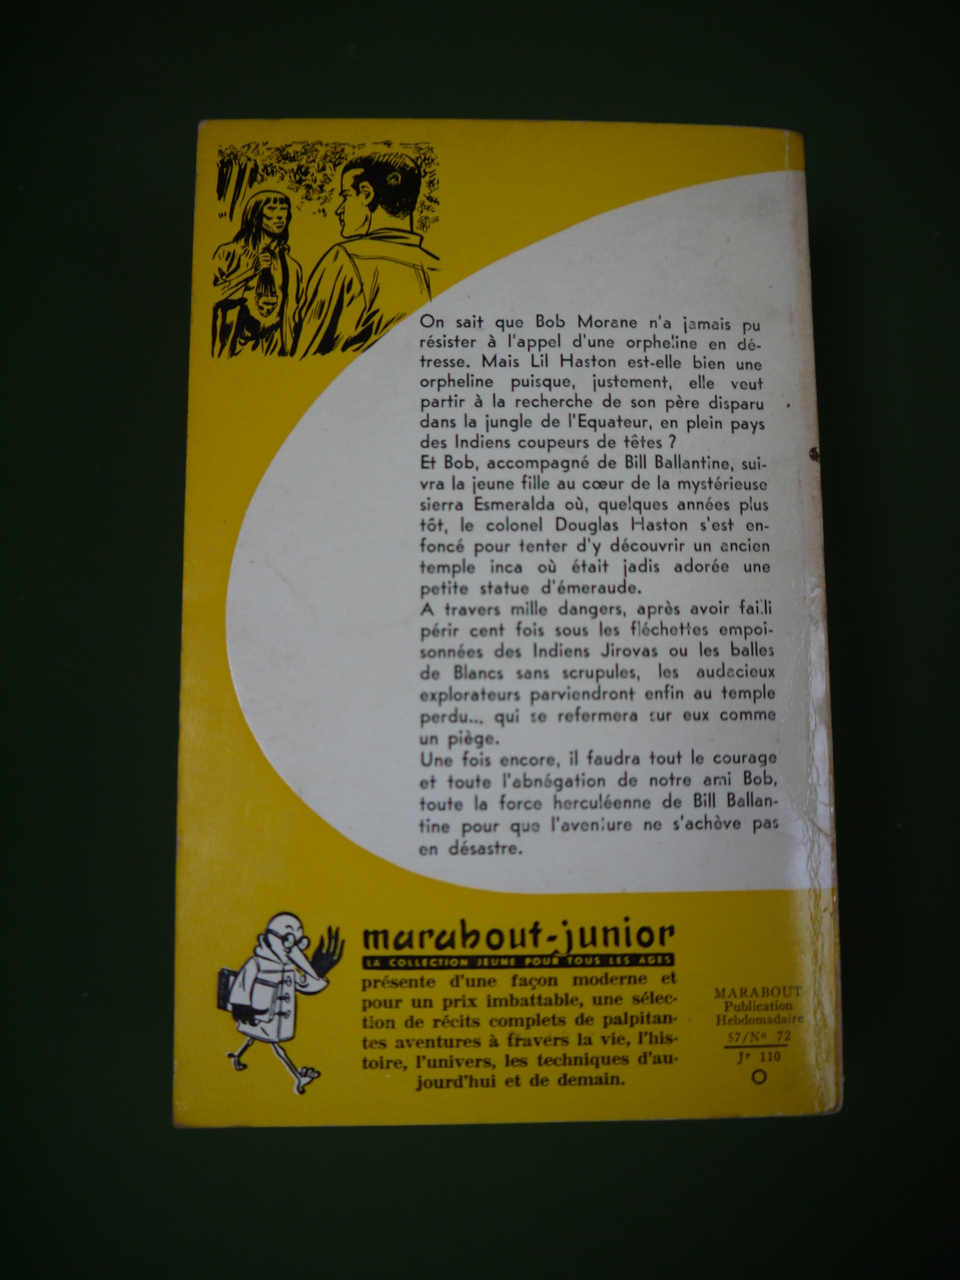 On sait que Bob Morane n'a jamais pu
résister à l'appel d'une orpheline en dé-
tresse. Mais Lil Haston est-elle bien une
orpheline puisque, justement, elle veut
partir à la recherche de son père disparu
dans la jungle de l'Equateur, en plein pays
des Indiens coupeurs de têtes ?
Et Bob, accompagné de Bill Ballantine, sui-
vra la jeune fille au cœur de la mystérieuse
sierra Esmeralda où, quelques années plus
tôt, le colonel Douglas Haston s'est en-
foncé pour tenter d'y découvrir un ancien
temple inca où était jadis adorée une
petite statue d'émeraude.
A travers mille dangers, après avoir failli
périr cent fois sous les fléchettes empoi-
sonnées des Indiens Jirovas ou les balles
de Blancs sans scrupules, les audacieux
explorateurs parviendront enfin au temple
perdu... qui se refermera sur eux comme
un piège.
Une fois encore, il faudra tout le courage
et toute l'abnégation de notre ami Bob,
toute la force herculéenne de Bill Ballan-
tine pour que l'aventure ne s'achève pas
en désastre.
marabout-junior
LA COLLECTION JEUNE POUR TOUS LES AGES
présente d'une façon moderne et
pour un prix imbattable, une sélec-
tion de récits complets de palpitan-
tes aventures à travers la vie, l'his-
toire, l'univers, les techniques d'au-
jourd'hui et de demain.
MARABOUT
Publication
Hebdomadaire
57/Nº 72
Jr 110
O